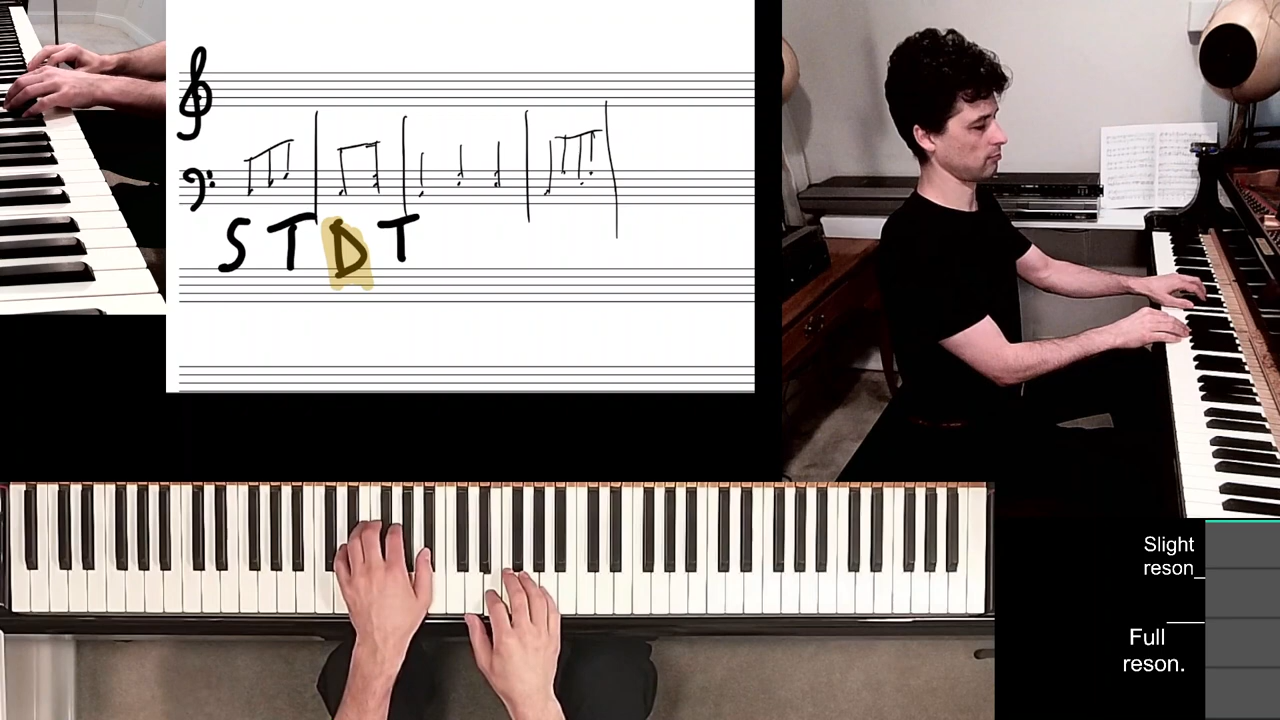 S T D T
Slight
reson_
Full
reson.